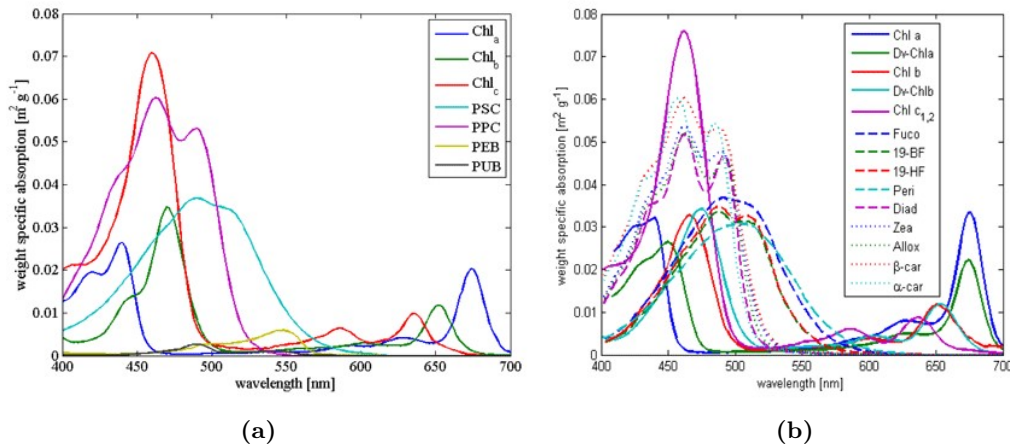 0.08
0.07
0.06
0.05
0.04
0.03
0.02
0.01
0
weight specific absorption [m² g⁻¹]
400 450 500 550 600 650 700
wavelength [nm]
Chl_a
Chl_b
Chl_c
PSC
PPC
PEB
PUB
(a)
0.08
0.07
0.06
0.05
0.04
0.03
0.02
0.01
0
weight specific absorption [m² g⁻¹]
400 450 500 550 600 650 700
wavelength [nm]
Chl a
Dv-Chla
Chl b
Dv-Chlb
Chl c₁,₂
Fuco
19-BF
19-HF
Peri
Diad
Zea
Allox
β-car
α-car
(b)